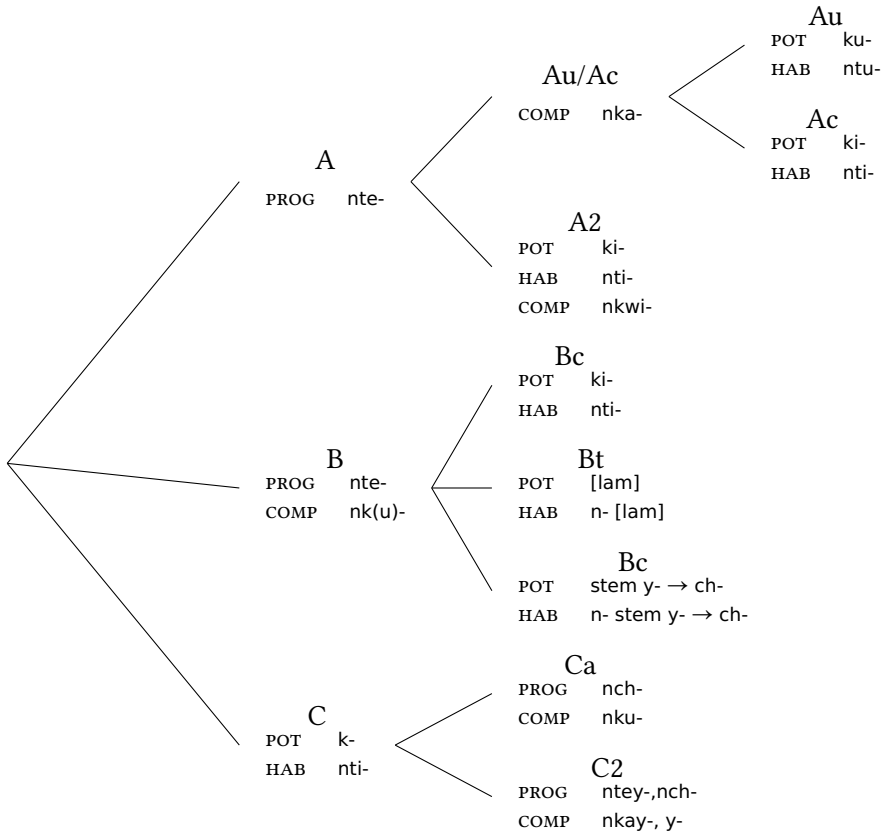 Au
POT ku-
HAB ntu-
Au/Ac
COMP nka-
Ac
POT ki-
HAB nti-
A
PROG nte-
A2
POT ki-
HAB nti-
COMP nkwi-
Bc
POT ki-
HAB nti-
B
PROG nte-
COMP nk(u)-
Bt
POT [lam]
HAB n- [lam]
Bc
POT stem y- → ch-
HAB n- stem y- → ch-
Ca
PROG nch-
COMP nku-
C
POT k-
HAB nti-
C2
PROG ntey-,nch-
COMP nkay-, y-